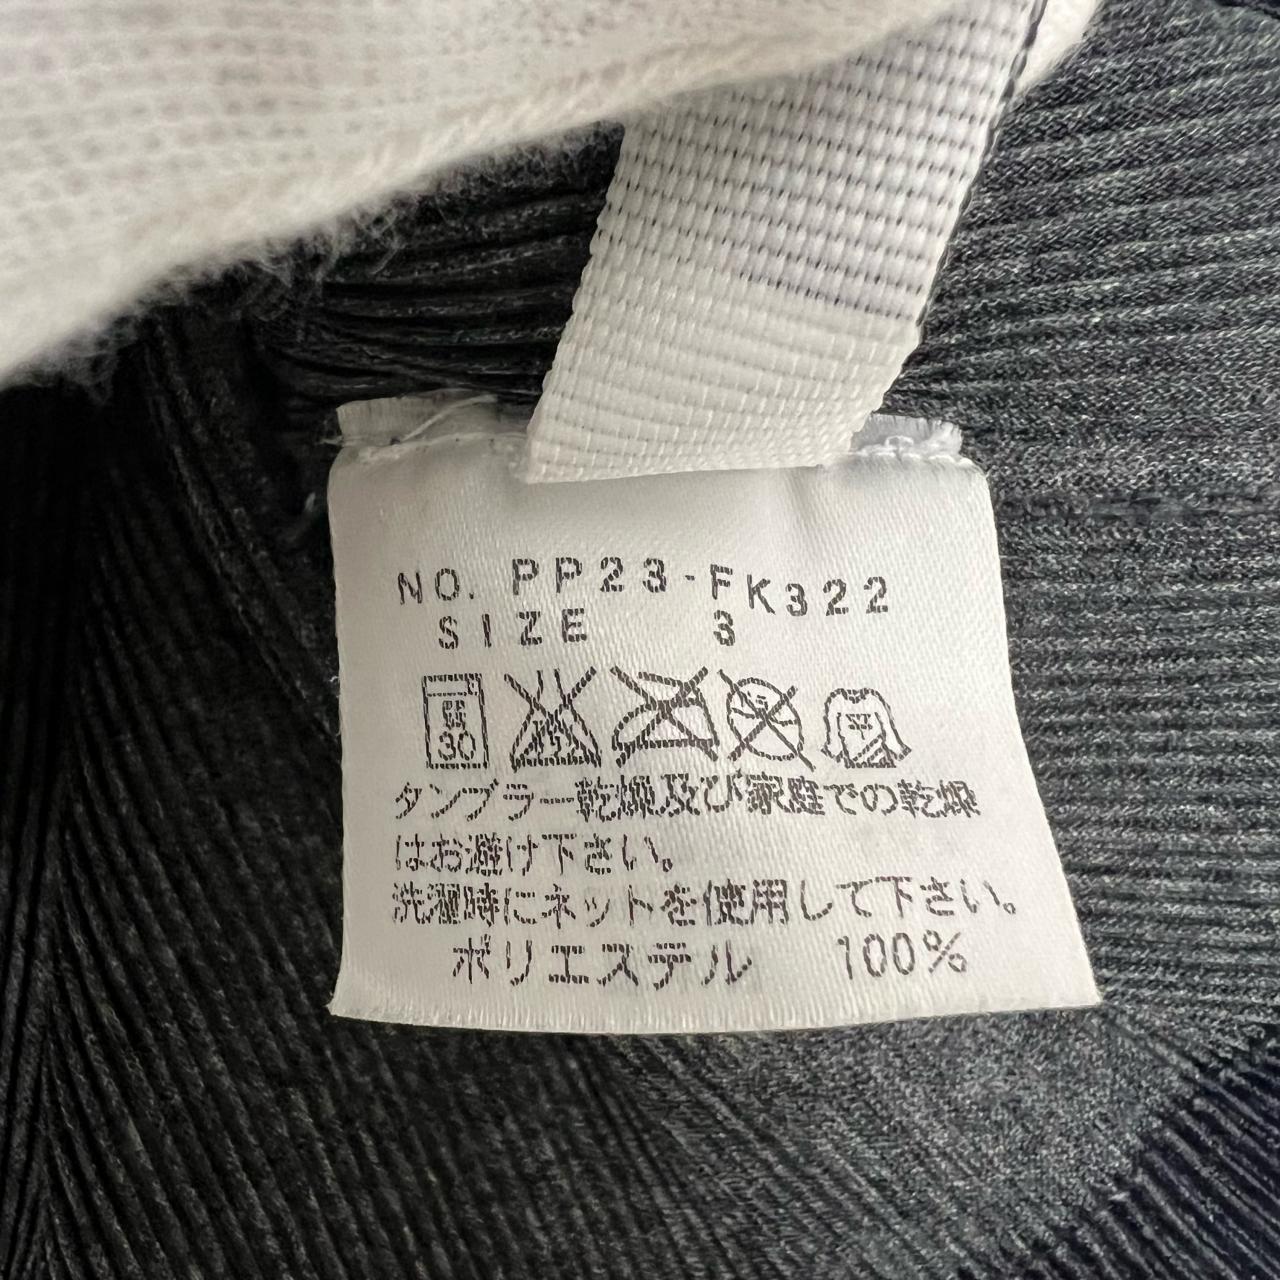 NO. PP23-FK322
SIZE 3
30
タンブラー乾燥及び家庭での乾燥
はお避け下さい。
洗濯時にネットを使用して下さい。
ポリエステル 100%